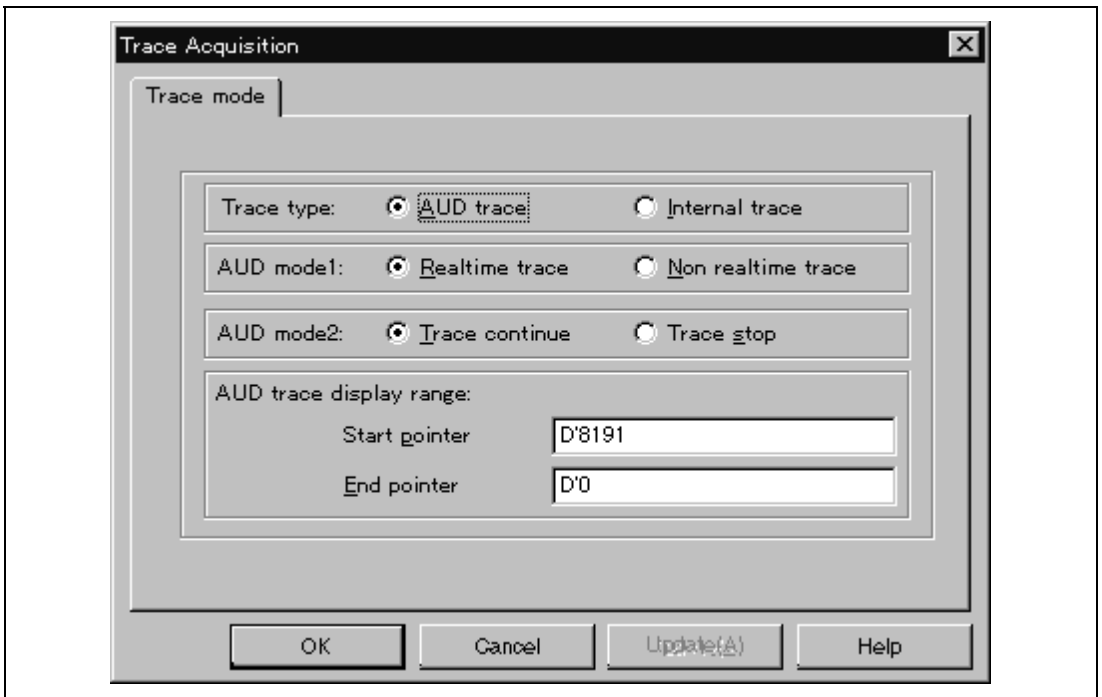 Trace Acquisition
Trace mode
Trace type: AUD trace Internal trace
AUD mode1: Realtime trace Non realtime trace
AUD mode2: Trace continue Trace stop
AUD trace display range:
Start pointer D'8191
End pointer D'0
OK Cancel Update(A) Help